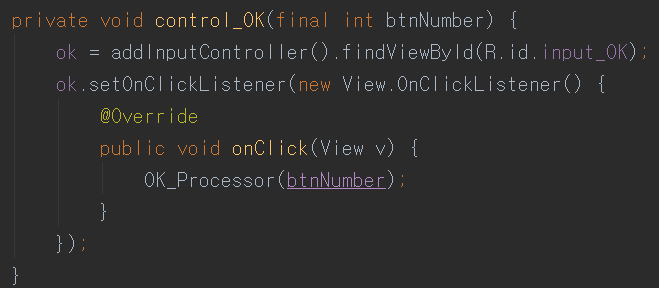 private void control_OK(final int btnNumber) {
    ok = addInputController().findViewById(R.id.input_OK);
    ok.setOnClickListener(new View.OnClickListener() {
        @Override
        public void onClick(View v) {
            OK_Processor(btnNumber);
        }
    });
}